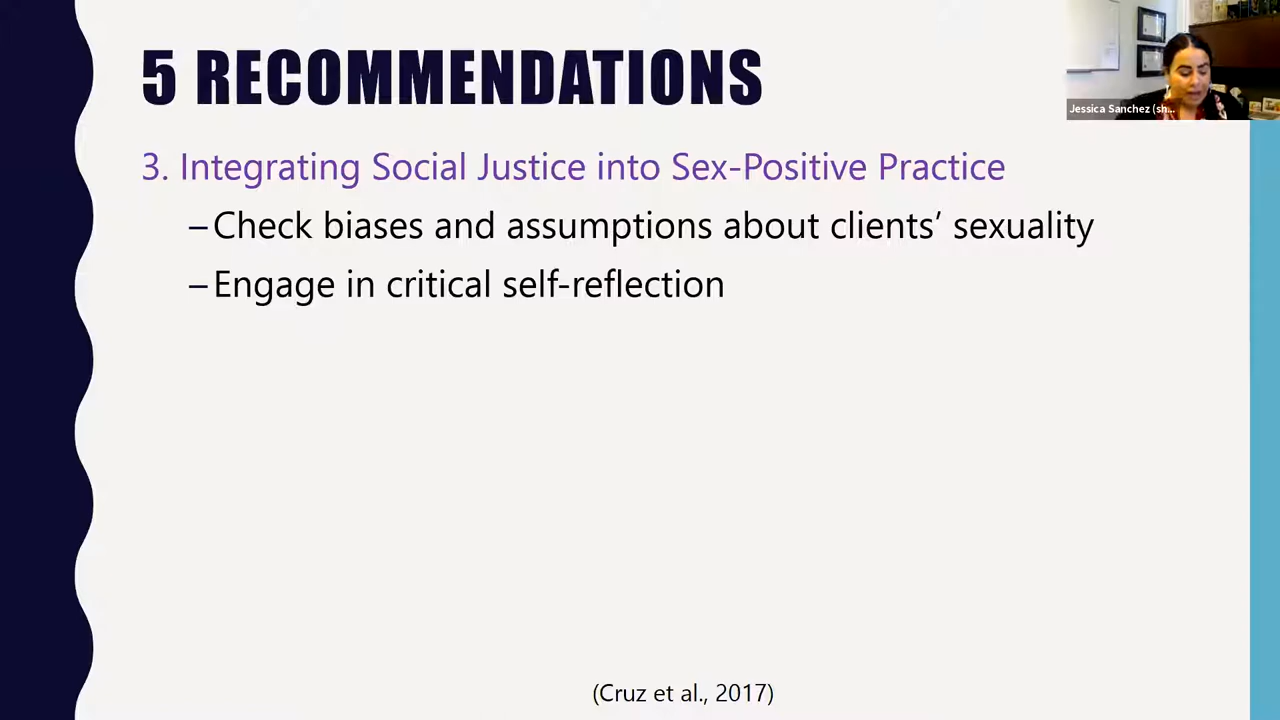 5 RECOMMENDATIONS
Jessica Sanchez (sh...
3. Integrating Social Justice into Sex-Positive Practice
–Check biases and assumptions about clients’ sexuality
–Engage in critical self-reflection
(Cruz et al., 2017)